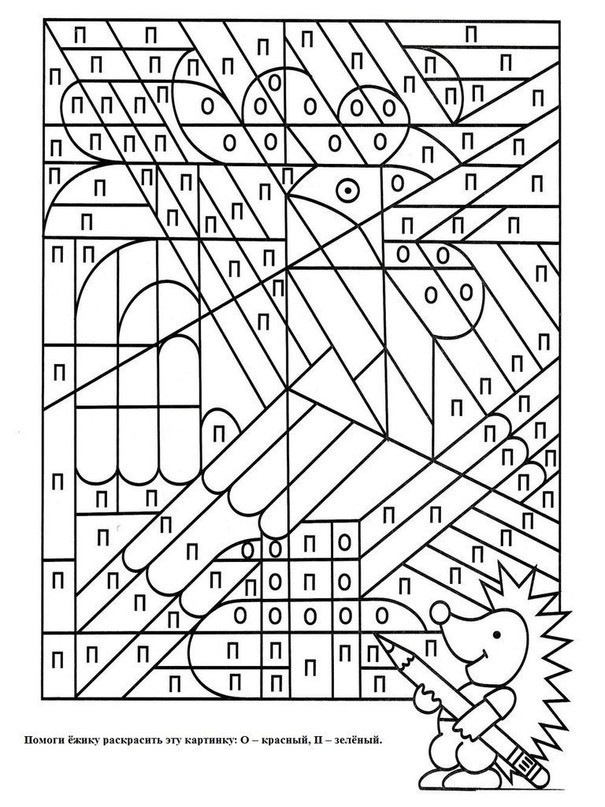 П П П
П П
П П П П П П П
П О П
П П П П О О О О О П П П
П П П П О О О О П П П
П П П П П О П П
П П П П П П П П
П П П О О
П П
П О О
П
П
П П
П
П П
П П П
П П
П П П
П П
П П П П
П П О О П О П
П П П О О П О П П
П П О О О О О
П П П П П П П П П
П П П П
Помоги ёжику раскрасить эту картинку: О – красный, П – зелёный.